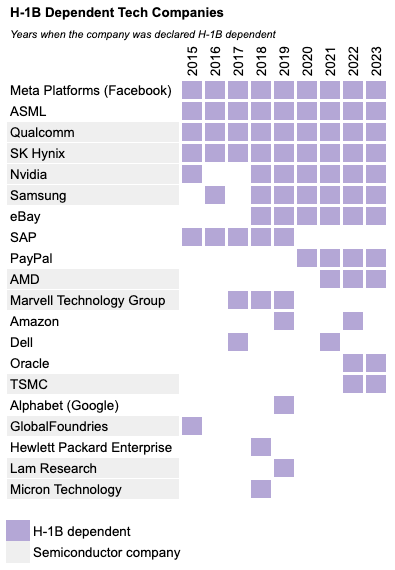 H-1B Dependent Tech Companies
Years when the company was declared H-1B dependent
2015 2016 2017 2018 2019 2020 2021 2022 2023
Meta Platforms (Facebook)
ASML
Qualcomm
SK Hynix
Nvidia
Samsung
eBay
SAP
PayPal
AMD
Marvell Technology Group
Amazon
Dell
Oracle
TSMC
Alphabet (Google)
GlobalFoundries
Hewlett Packard Enterprise
Lam Research
Micron Technology
H-1B dependent
Semiconductor company